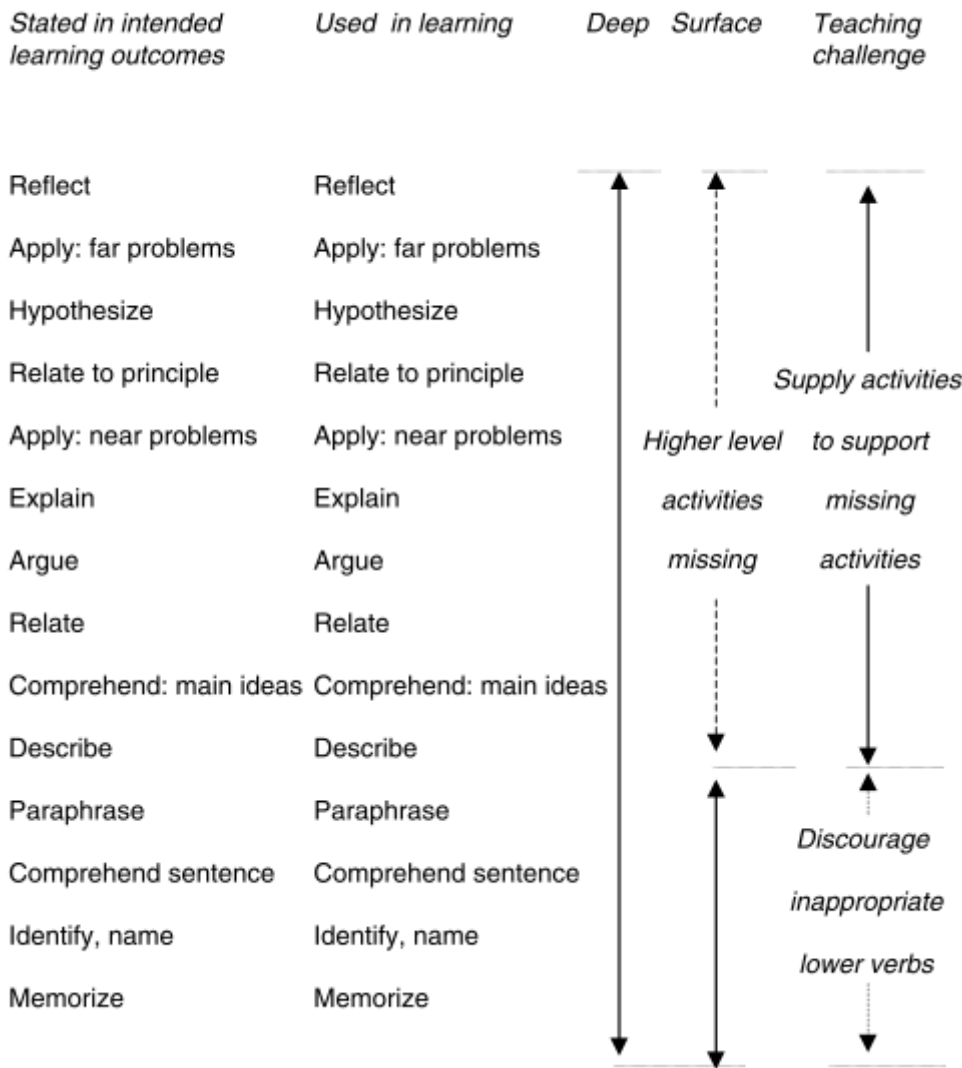 Stated in intended learning outcomes Used in learning Deep Surface Teaching challenge
Reflect Reflect
Apply: far problems Apply: far problems
Hypothesize Hypothesize
Relate to principle Relate to principle Supply activities
Apply: near problems Apply: near problems Higher level to support
Explain Explain activities missing
Argue Argue missing activities
Relate Relate
Comprehend: main ideas Comprehend: main ideas
Describe Describe
Paraphrase Paraphrase Discourage
Comprehend sentence Comprehend sentence inappropriate
Identify, name Identify, name lower verbs
Memorize Memorize